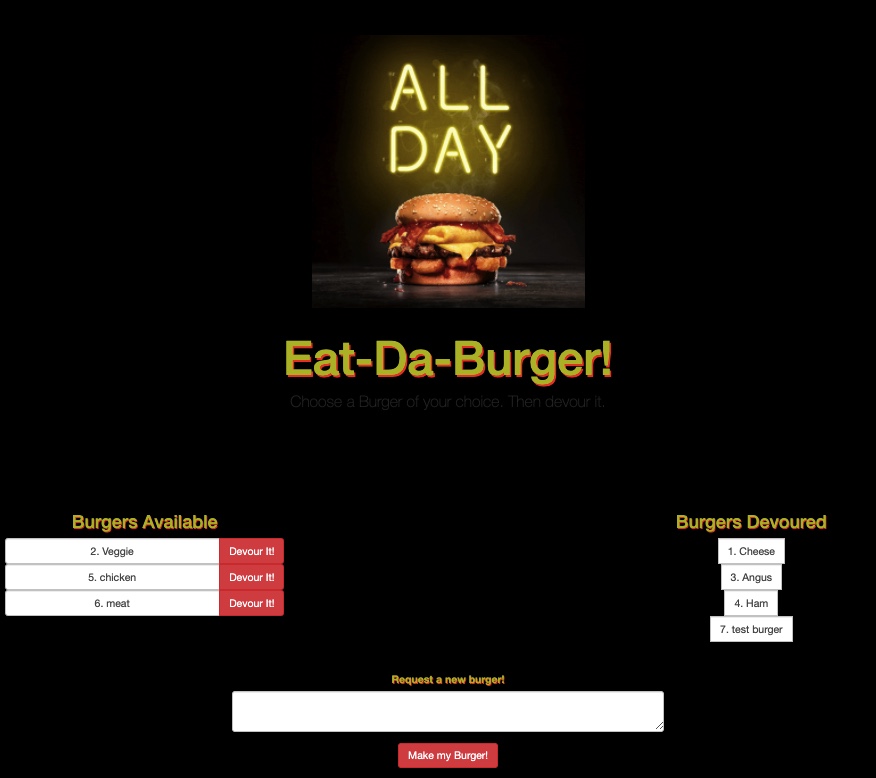 ALL
DAY
Eat-Da-Burger!
Choose a Burger of your choice. Then devour it.
Burgers Available
2. Veggie Devour It!
5. chicken Devour It!
6. meat Devour It!
Burgers Devoured
1. Cheese
3. Angus
4. Ham
7. test burger
Request a new burger!
Make my Burger!